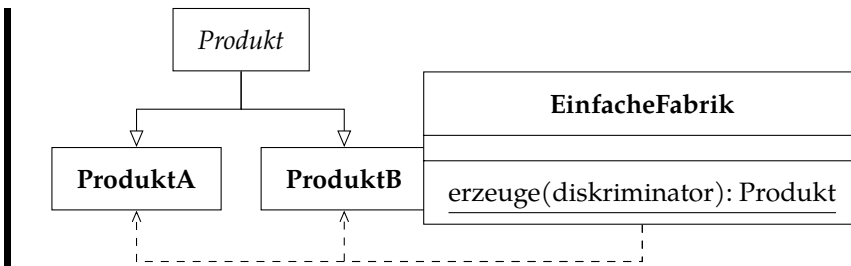 Produkt
EinfacheFabrik
ProduktA
ProduktB
erzeuge(diskriminator): Produkt